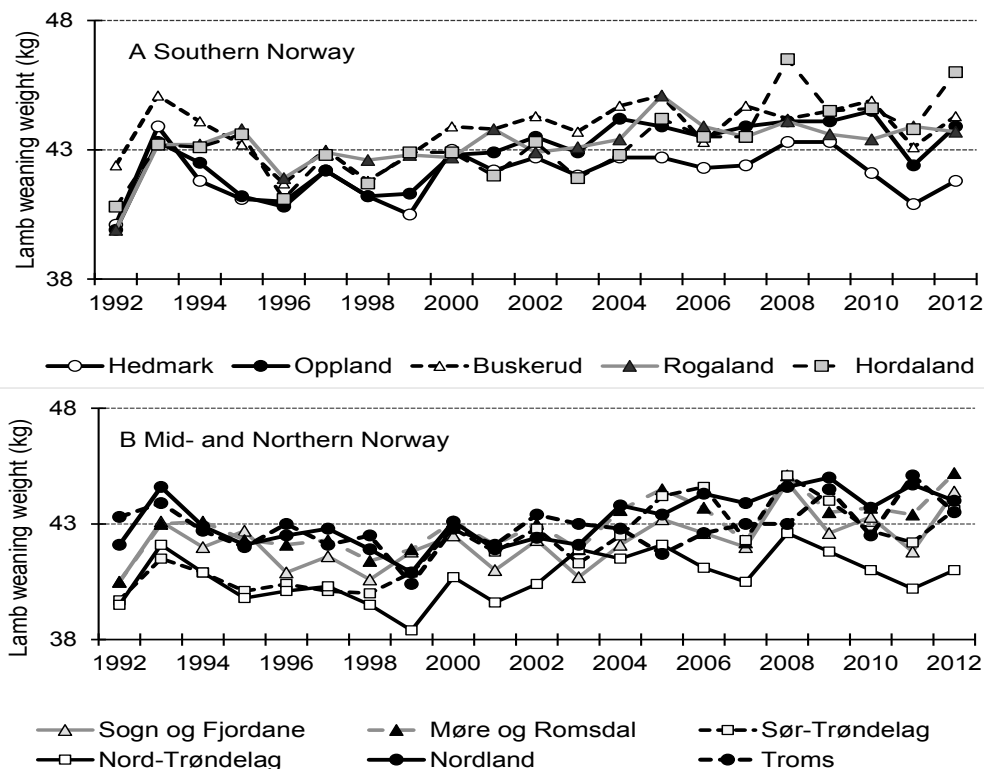 48
A Southern Norway
Lamb weaning weight (kg)
43
38
1992 1994 1996 1998 2000 2002 2004 2006 2008 2010 2012
Hedmark Oppland Buskerud Rogaland Hordaland
48
B Mid- and Northern Norway
Lamb weaning weight (kg)
43
38
1992 1994 1996 1998 2000 2002 2004 2006 2008 2010 2012
Sogn og Fjordane Møre og Romsdal Sør-Trøndelag
Nord-Trøndelag Nordland Troms